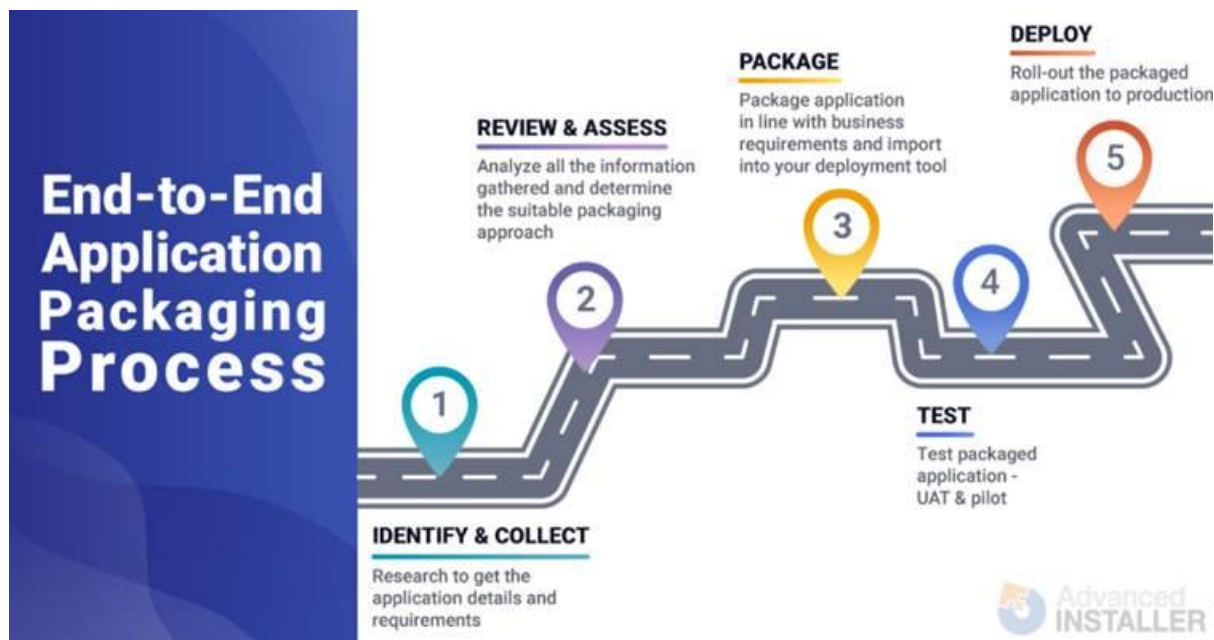 End-to-End
Application
Packaging
Process
1
IDENTIFY & COLLECT
Research to get the
application details and
requirements
2
REVIEW & ASSESS
Analyze all the information
gathered and determine
the suitable packaging
approach
3
PACKAGE
Package application
in line with business
requirements and import
into your deployment tool
4
TEST
Test packaged
application -
UAT & pilot
5
DEPLOY
Roll-out the packaged
application to production
Advanced
INSTALLER